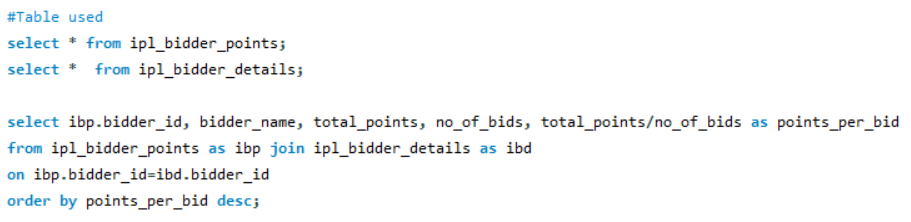 #Table used
select * from ipl_bidder_points;
select *  from ipl_bidder_details;
select ibp.bidder_id, bidder_name, total_points, no_of_bids, total_points/no_of_bids as points_per_bid
from ipl_bidder_points as ibp join ipl_bidder_details as ibd
on ibp.bidder_id=ibd.bidder_id
order by points_per_bid desc;